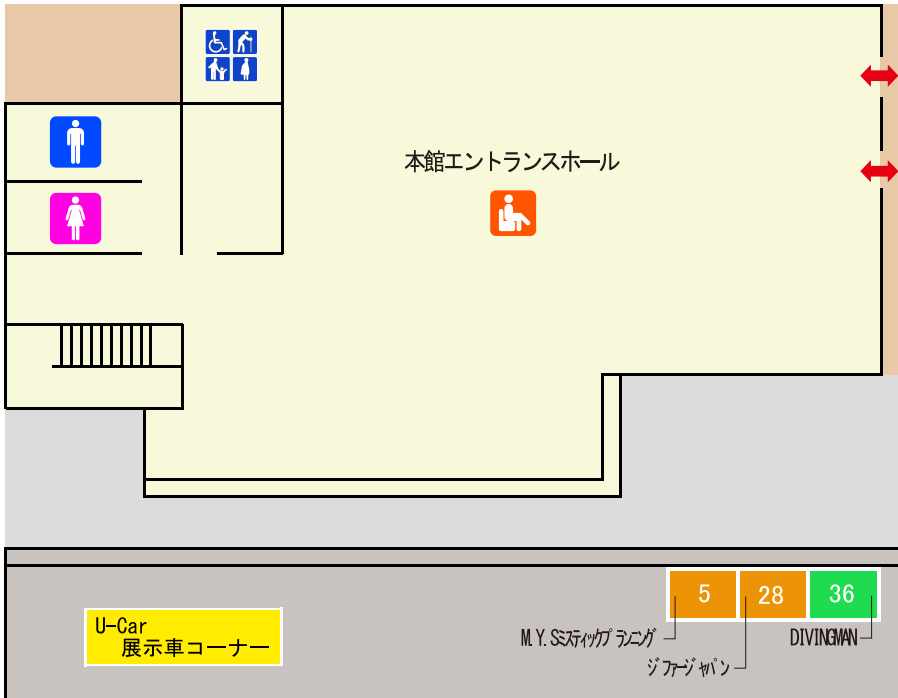 本館エントランスホール
5 28 36
M.Y.Sミスティックプランニング
DIVINGMAN
ジファージャパン
U-Car
展示車コーナー